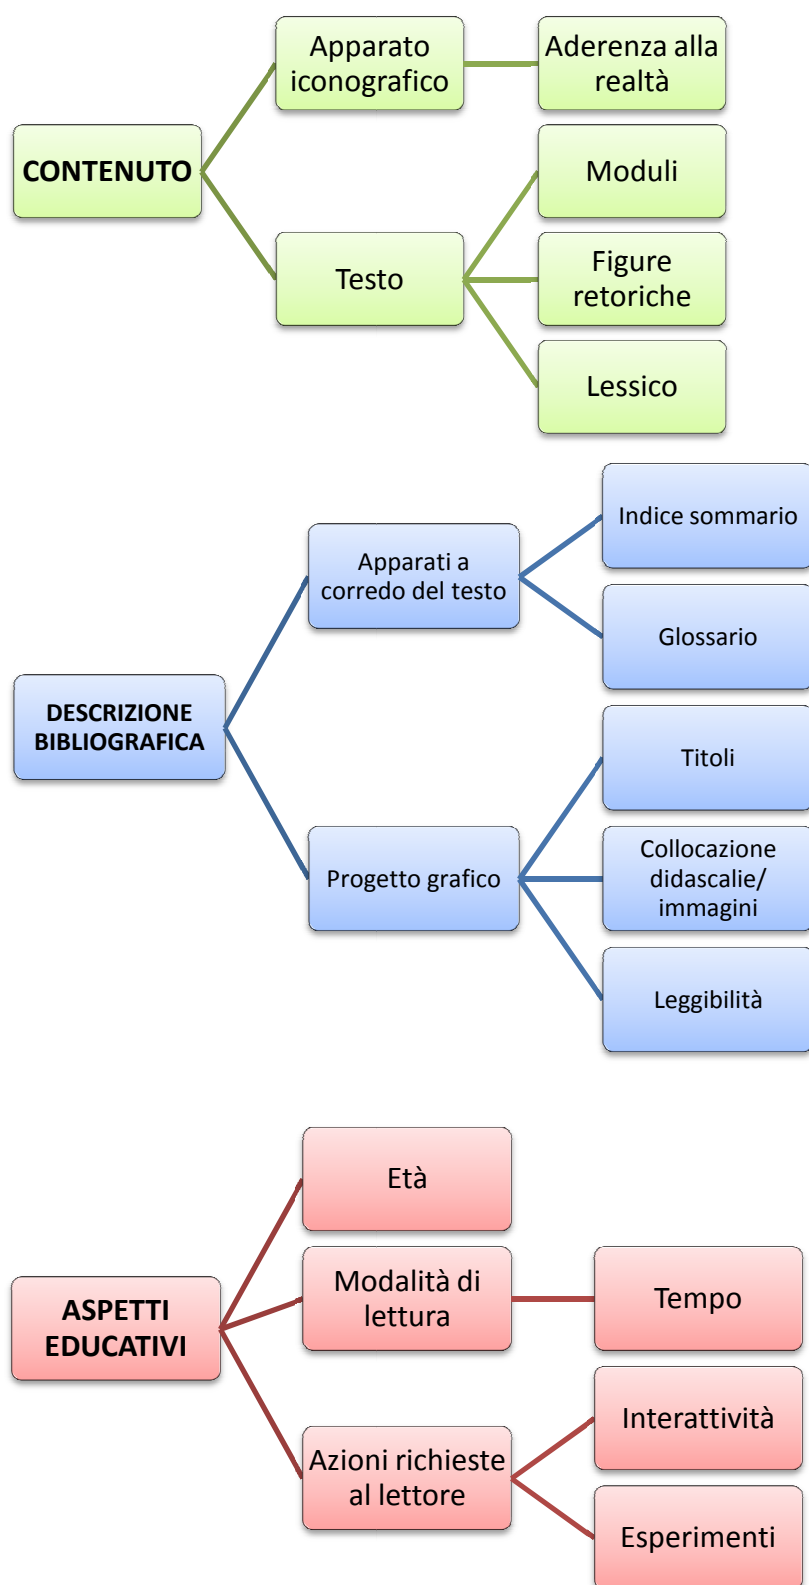 Apparato
iconografico
Aderenza alla
realtà
CONTENUTO
Moduli
Testo
Figure
retoriche
Lessico
Indice sommario
Apparati a
corredo del testo
Glossario
DESCRIZIONE
BIBLIOGRAFICA
Titoli
Progetto grafico
Collocazione
didascalie/
immagini
Leggibilità
Età
ASPETTI
EDUCATIVI
Modalità di
lettura
Tempo
Azioni richieste
al lettore
Interattività
Esperimenti